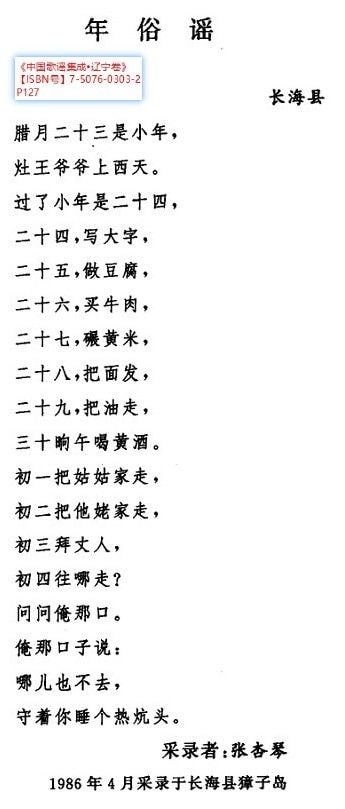 年俗谣
《中国歌谣集成•辽宁卷》
【ISBN号】7-5076-0303-2
P127
长海县
腊月二十三是小年，
灶王爷爷上西天。
过了小年是二十四，
二十四，写大字，
二十五，做豆腐，
二十六，买牛肉，
二十七，碾黄米，
二十八，把面发，
二十九，把油走，
三十晌午喝黄酒。
初一把姑姑家走，
初二把他姥家走，
初三拜丈人，
初四往哪走？
问问俺那口。
俺那口子说：
哪儿也不去，
守着你睡个热炕头。
采录者：张杏琴
1986年4月采录于长海县獐子岛